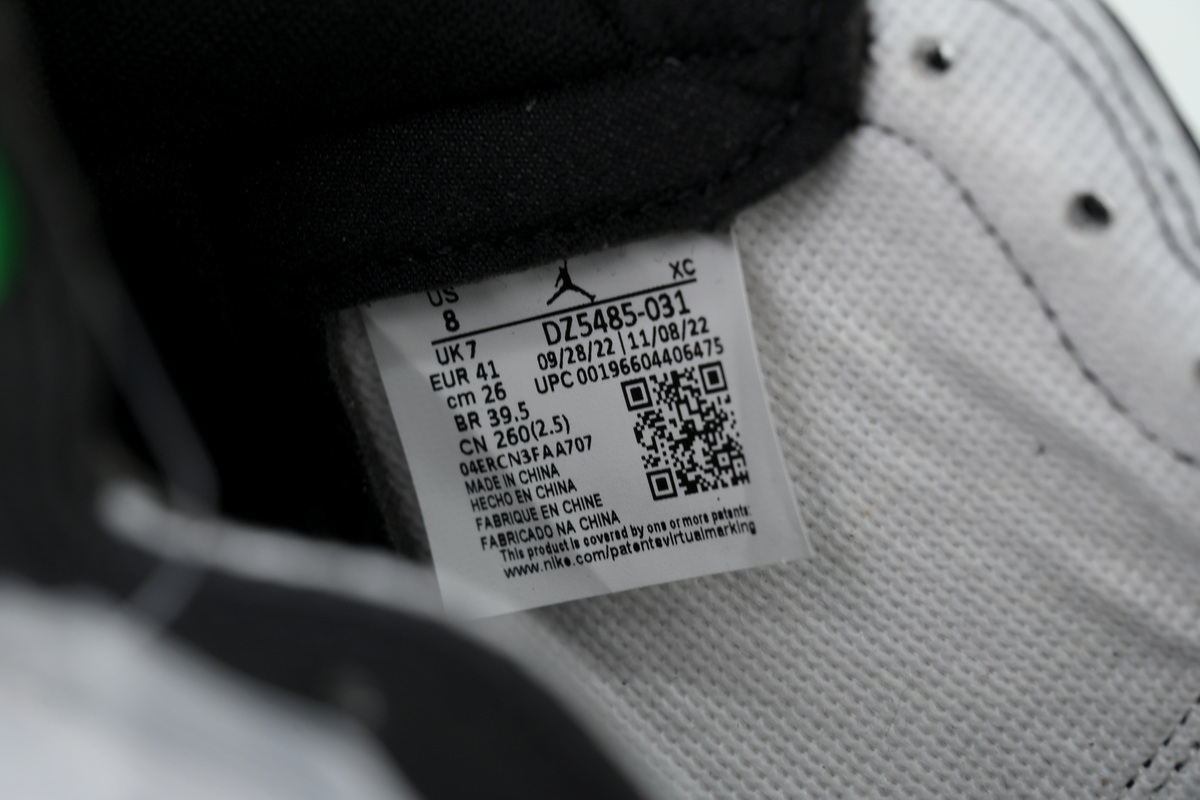 US XC
8 DZ5485-031
UK 7 09/28/22 | 11/08/22
EUR 41 UPC 00196604406475
cm 26
BR 39.5
CN 260(2.5)
04ERCN3FAA707
MADE IN CHINA
HECHO EN CHINA
FABRIQUE EN CHINE
FABRICADO NA CHINA
This product is covered by one or more patents:
www.nike.com/patentsvirtualmarking